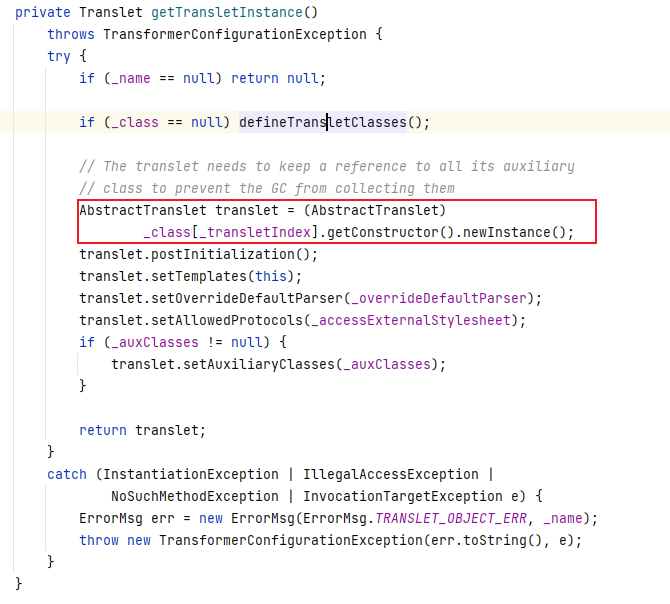 private Translet getTransletInstance()
    throws TransformerConfigurationException {
    try {
        if (_name == null) return null;

        if (_class == null) defineTransletClasses();

        // The translet needs to keep a reference to all its auxiliary
        // class to prevent the GC from collecting them
        AbstractTranslet translet = (AbstractTranslet)
                _class[_transletIndex].getConstructor().newInstance();
        translet.postInitialization();
        translet.setTemplates(this);
        translet.setOverrideDefaultParser(_overrideDefaultParser);
        translet.setAllowedProtocols(_accessExternalStylesheet);
        if (_auxClasses != null) {
            translet.setAuxiliaryClasses(_auxClasses);
        }

        return translet;
    }
    catch (InstantiationException | IllegalAccessException |
            NoSuchMethodException | InvocationTargetException e) {
        ErrorMsg err = new ErrorMsg(ErrorMsg.TRANSLET_OBJECT_ERR, _name);
        throw new TransformerConfigurationException(err.toString(), e);
    }
}